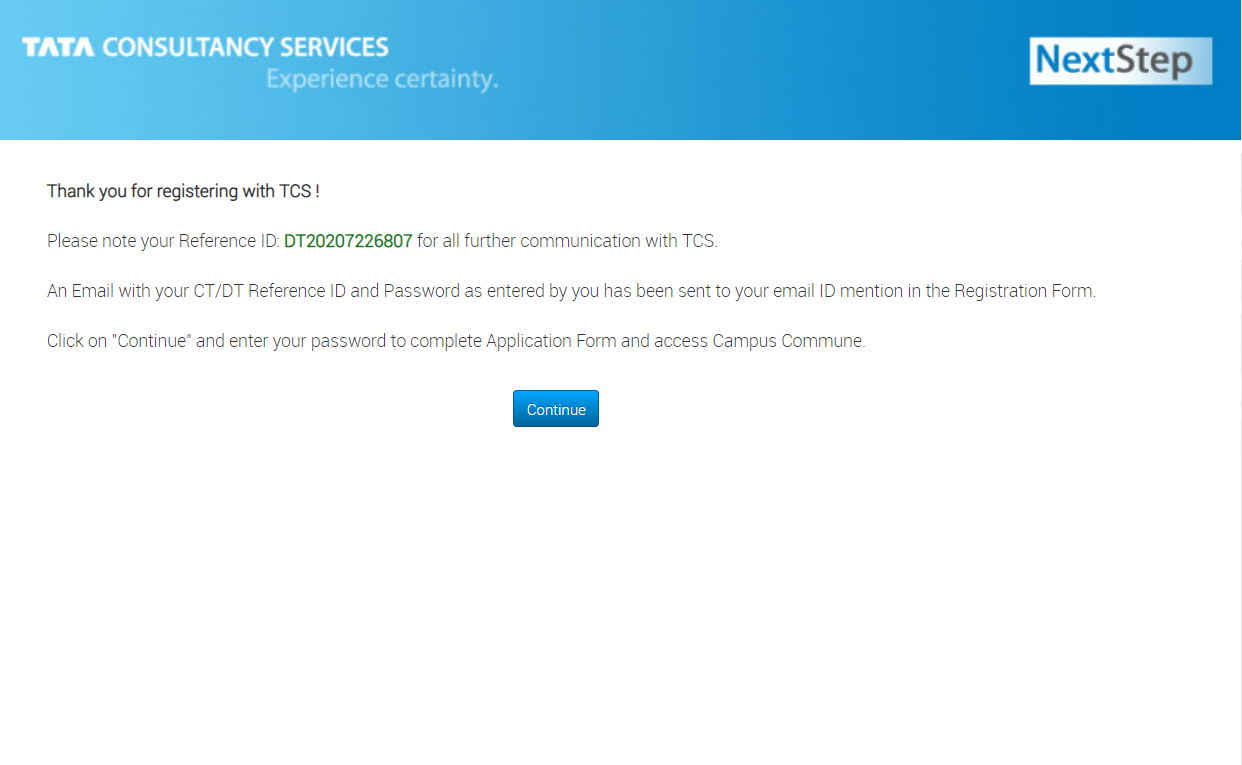 TATA CONSULTANCY SERVICES
Experience certainty.
NextStep
Thank you for registering with TCS !
Please note your Reference ID: DT20207226807 for all further communication with TCS.
An Email with your CT/DT Reference ID and Password as entered by you has been sent to your email ID mention in the Registration Form.
Click on "Continue" and enter your password to complete Application Form and access Campus Commune.
Continue